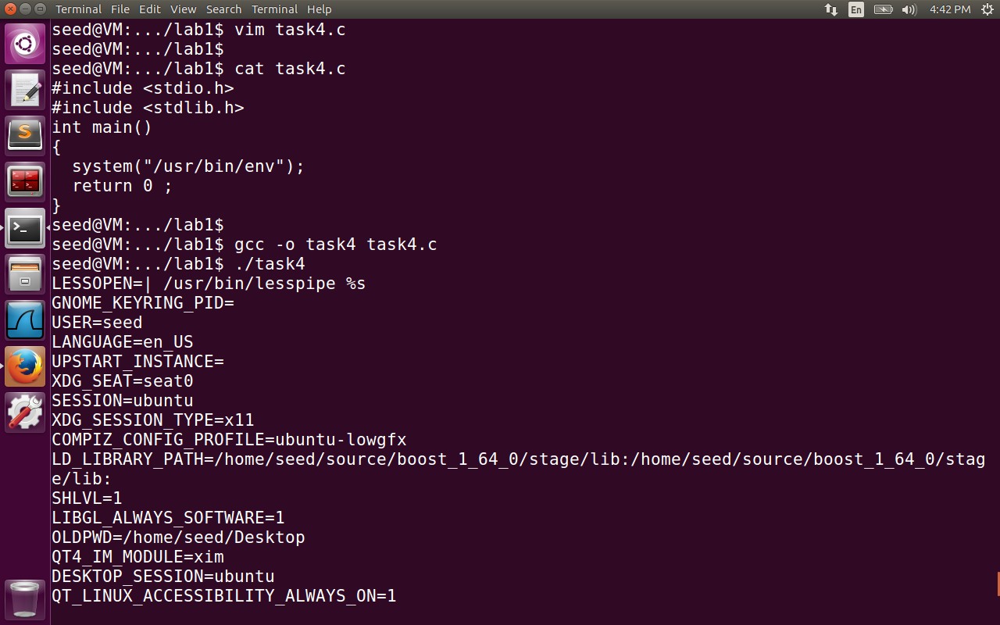 Terminal File Edit View Search Terminal Help En 4:42 PM
seed@VM:.../lab1$ vim task4.c
seed@VM:.../lab1$
seed@VM:.../lab1$ cat task4.c
#include <stdio.h>
#include <stdlib.h>
int main()
{
  system("/usr/bin/env");
  return 0 ;
}
seed@VM:.../lab1$
seed@VM:.../lab1$ gcc -o task4 task4.c
seed@VM:.../lab1$ ./task4
LESSOPEN=| /usr/bin/lesspipe %s
GNOME_KEYRING_PID=
USER=seed
LANGUAGE=en_US
UPSTART_INSTANCE=
XDG_SEAT=seat0
SESSION=ubuntu
XDG_SESSION_TYPE=x11
COMPIZ_CONFIG_PROFILE=ubuntu-lowgfx
LD_LIBRARY_PATH=/home/seed/source/boost_1_64_0/stage/lib:/home/seed/source/boost_1_64_0/stag
e/lib:
SHLVL=1
LIBGL_ALWAYS_SOFTWARE=1
OLDPWD=/home/seed/Desktop
QT4_IM_MODULE=xim
DESKTOP_SESSION=ubuntu
QT_LINUX_ACCESSIBILITY_ALWAYS_ON=1